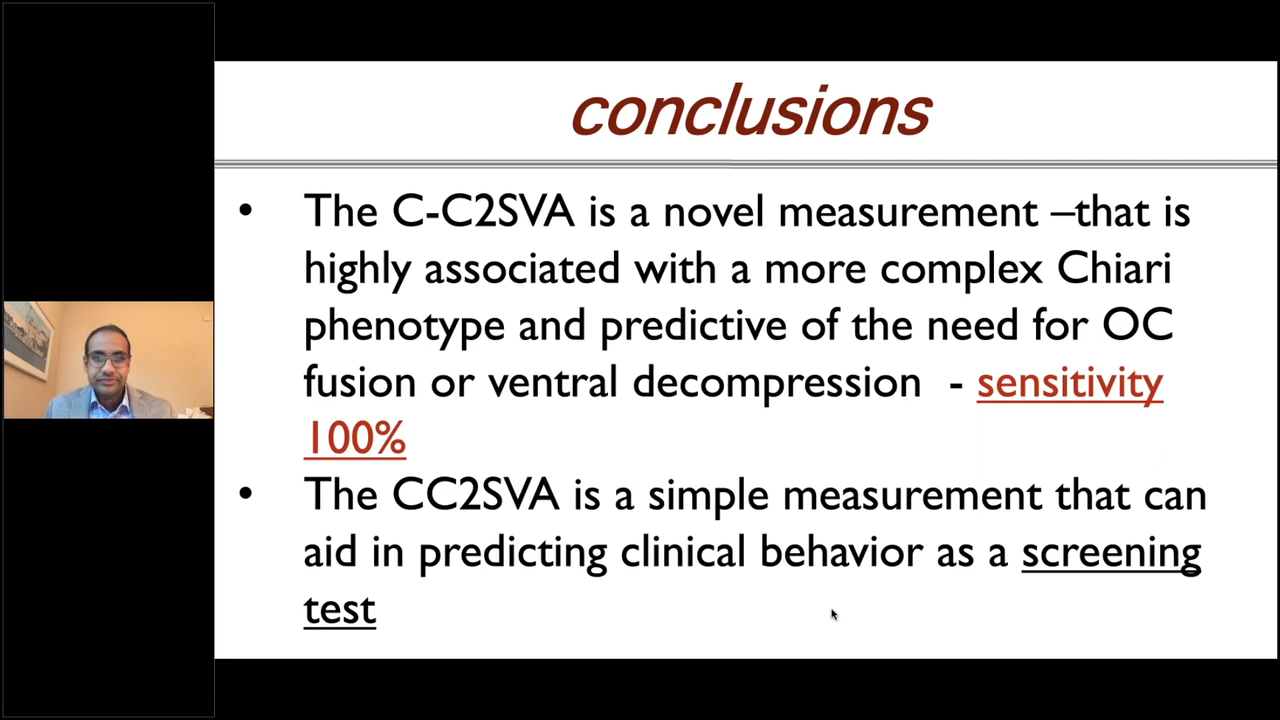 conclusions
• The C-C2SVA is a novel measurement –that is
highly associated with a more complex Chiari
phenotype and predictive of the need for OC
fusion or ventral decompression - sensitivity
100%
• The CC2SVA is a simple measurement that can
aid in predicting clinical behavior as a screening
test